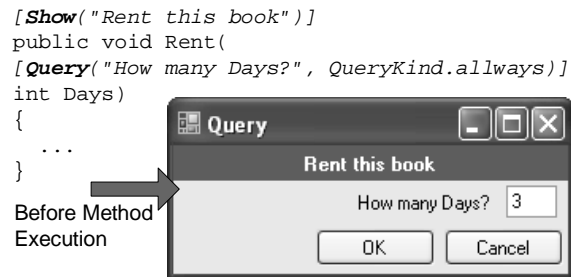 [Show("Rent this book")]
public void Rent(
[Query("How many Days?", QueryKind.allways)]
int Days)
{
...
}
Before Method
Execution
Query
Rent this book
How many Days? 3
OK Cancel